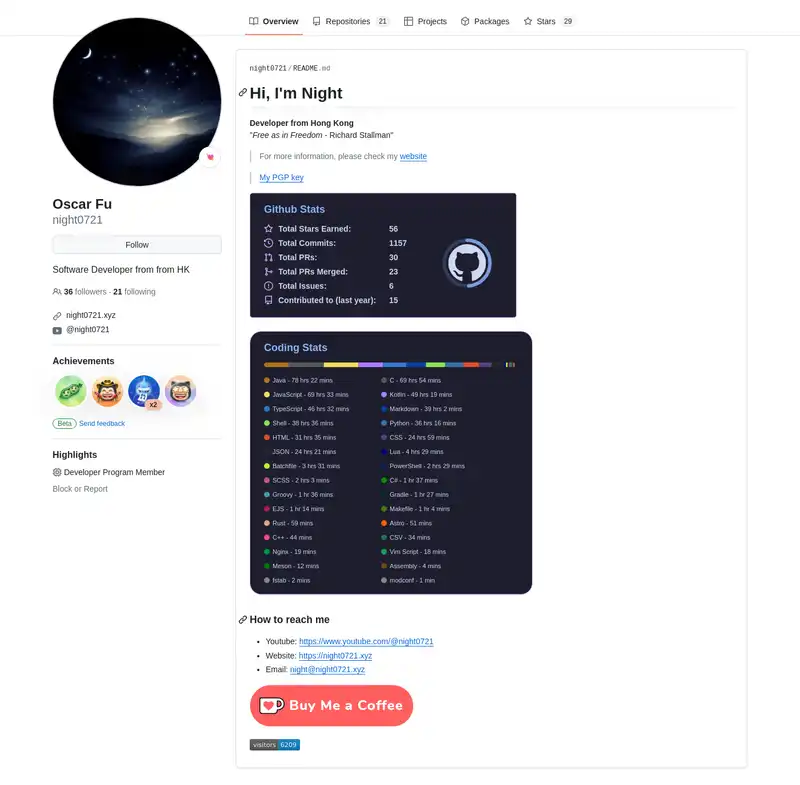 Overview Repositories 21 Projects Packages Stars 29
Oscar Fu
night0721
Follow
Software Developer from from HK
36 followers · 21 following
night0721.xyz
@night0721
Achievements
x2
Beta Send feedback
Highlights
Developer Program Member
Block or Report
night0721/README.md
Hi, I'm Night
Developer from Hong Kong
"Free as in Freedom - Richard Stallman"
For more information, please check my website
My PGP key
Github Stats
Total Stars Earned: 56
Total Commits: 1157
Total PRs: 30
Total PRs Merged: 23
Total Issues: 6
Contributed to (last year): 15
Coding Stats
Java - 78 hrs 22 mins C - 69 hrs 54 mins
JavaScript - 69 hrs 33 mins Kotlin - 49 hrs 19 mins
TypeScript - 46 hrs 32 mins Markdown - 39 hrs 2 mins
Shell - 38 hrs 36 mins Python - 36 hrs 16 mins
HTML - 31 hrs 35 mins CSS - 24 hrs 59 mins
JSON - 24 hrs 21 mins Lua - 4 hrs 29 mins
Batchfile - 3 hrs 31 mins PowerShell - 2 hrs 29 mins
SCSS - 2 hrs 3 mins C# - 1 hr 37 mins
Groovy - 1 hr 36 mins Gradle - 1 hr 27 mins
EJS - 1 hr 14 mins Makefile - 1 hr 4 mins
Rust - 59 mins Astro - 51 mins
C++ - 44 mins CSV - 34 mins
Nginx - 19 mins Vim Script - 18 mins
Meson - 12 mins Assembly - 4 mins
fstab - 2 mins modconf - 1 min
How to reach me
Youtube: https://www.youtube.com/@night0721
Website: https://night0721.xyz
Email: night@night0721.xyz
Buy Me a Coffee
visitors 6209